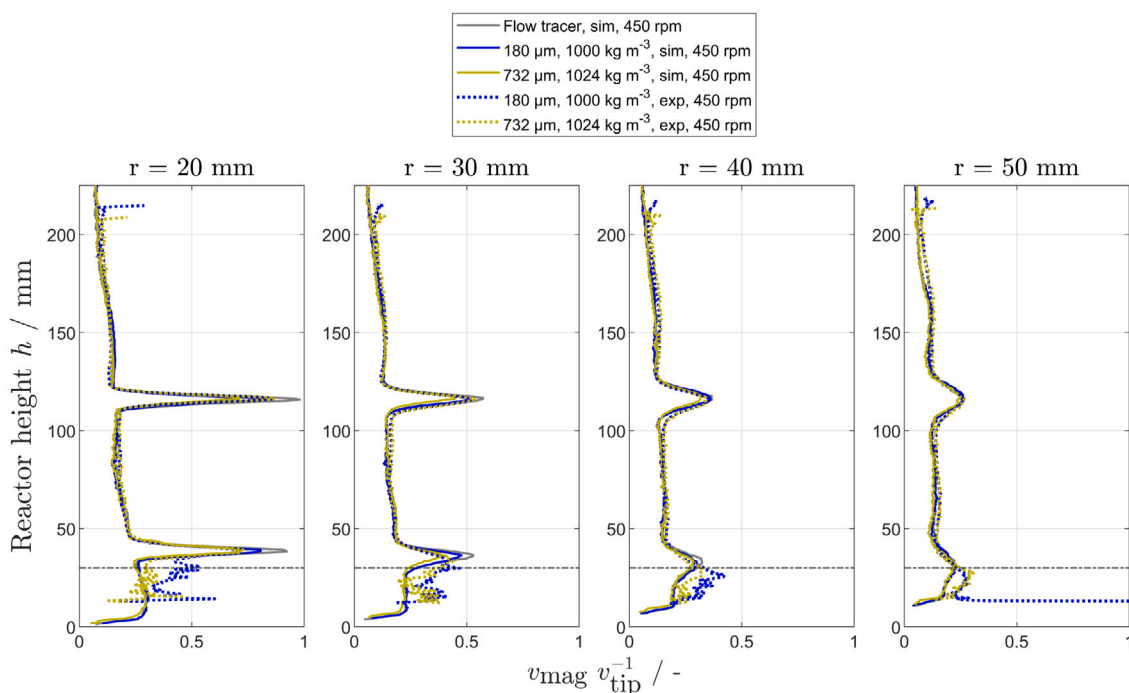 Flow tracer, sim, 450 rpm
180 μm, 1000 kg m⁻³, sim, 450 rpm
732 μm, 1024 kg m⁻³, sim, 450 rpm
180 μm, 1000 kg m⁻³, exp, 450 rpm
732 μm, 1024 kg m⁻³, exp, 450 rpm
r = 20 mm r = 30 mm r = 40 mm r = 50 mm
Reactor height h / mm
200 200 200 200
150 150 150 150
100 100 100 100
50 50 50 50
0 0 0 0
0 0.5 1 0 0.5 1 0 0.5 1 0 0.5 1
v_mag v_tip^-1 / -